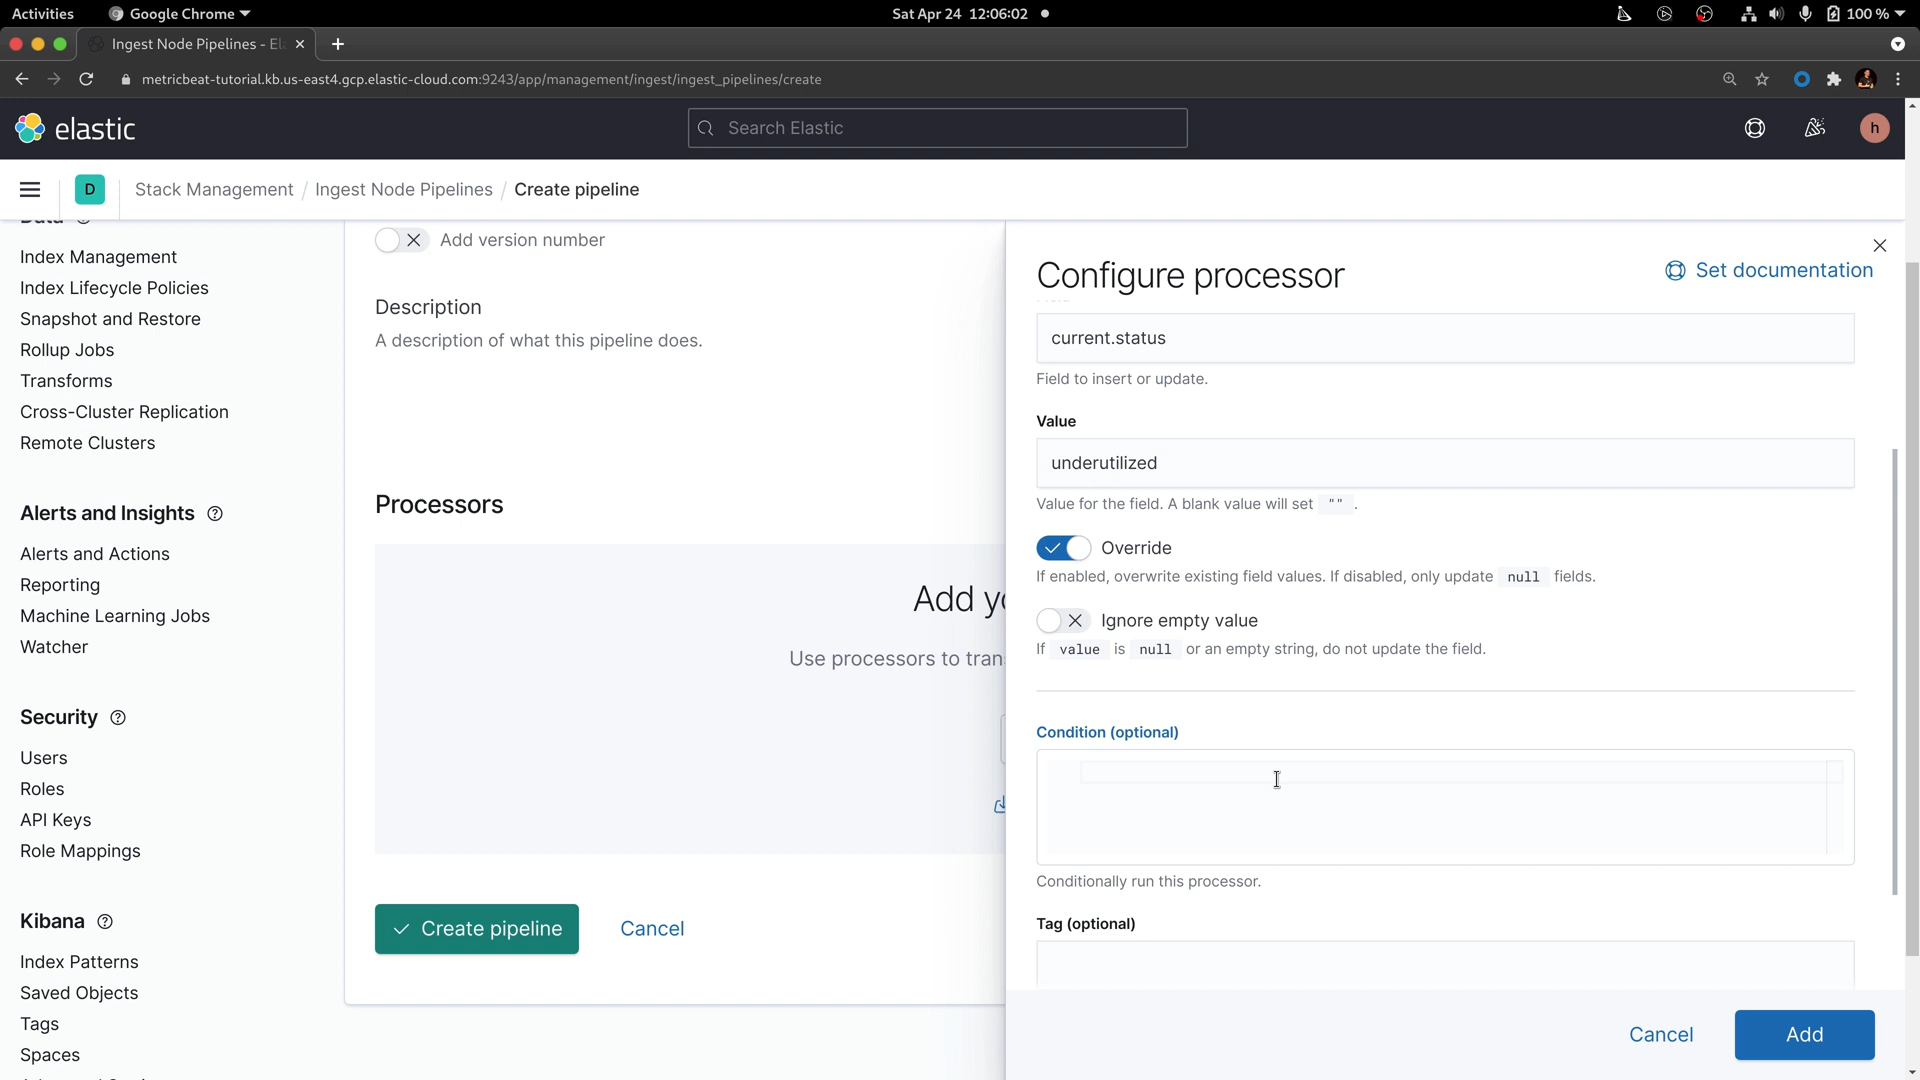 Activities
Google Chrome
Sat Apr 24 12:06:02
100 %
Ingest Node Pipelines - El
metricbeat-tutorial.kb.us-east4.gcp.elastic-cloud.com:9243/app/management/ingest/ingest_pipelines/create
elastic
Search Elastic
h
D
Stack Management / Ingest Node Pipelines / Create pipeline
Data
Index Management
Index Lifecycle Policies
Snapshot and Restore
Rollup Jobs
Transforms
Cross-Cluster Replication
Remote Clusters
Alerts and Insights
Alerts and Actions
Reporting
Machine Learning Jobs
Watcher
Security
Users
Roles
API Keys
Role Mappings
Kibana
Index Patterns
Saved Objects
Tags
Spaces
Add version number
Description
A description of what this pipeline does.
Processors
Add yo
Use processors to tran
Create pipeline
Cancel
Configure processor
Set documentation
current.status
Field to insert or update.
Value
underutilized
Value for the field. A blank value will set "" .
Override
If enabled, overwrite existing field values. If disabled, only update null fields.
Ignore empty value
If value is null or an empty string, do not update the field.
Condition (optional)
Conditionally run this processor.
Tag (optional)
Cancel
Add